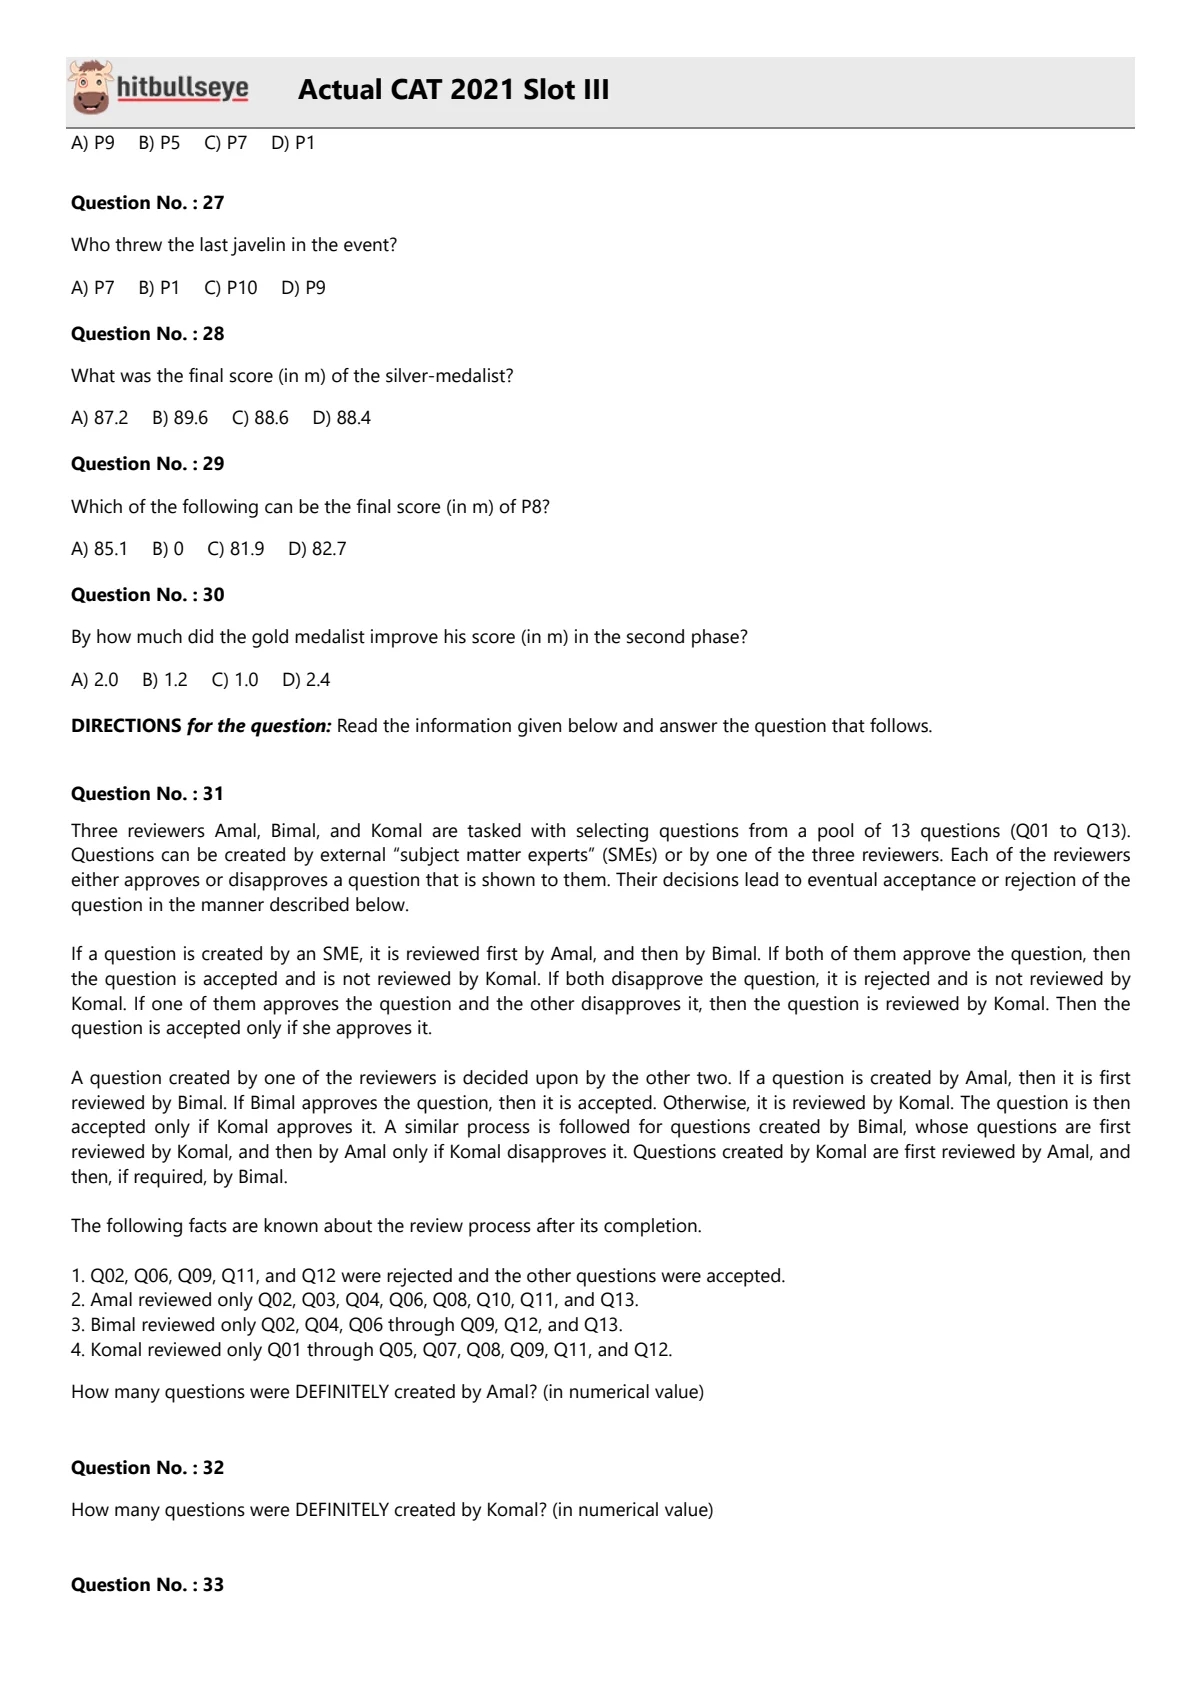 hitbullseye Actual CAT 2021 Slot III
A) P9 B) P5 C) P7 D) P1
Question No. : 27
Who threw the last javelin in the event?
A) P7 B) P1 C) P10 D) P9
Question No. : 28
What was the final score (in m) of the silver-medalist?
A) 87.2 B) 89.6 C) 88.6 D) 88.4
Question No. : 29
Which of the following can be the final score (in m) of P8?
A) 85.1 B) 0 C) 81.9 D) 82.7
Question No. : 30
By how much did the gold medalist improve his score (in m) in the second phase?
A) 2.0 B) 1.2 C) 1.0 D) 2.4
DIRECTIONS for the question: Read the information given below and answer the question that follows.
Question No. : 31
Three reviewers Amal, Bimal, and Komal are tasked with selecting questions from a pool of 13 questions (Q01 to Q13).
Questions can be created by external “subject matter experts” (SMEs) or by one of the three reviewers. Each of the reviewers
either approves or disapproves a question that is shown to them. Their decisions lead to eventual acceptance or rejection of the
question in the manner described below.
If a question is created by an SME, it is reviewed first by Amal, and then by Bimal. If both of them approve the question, then
the question is accepted and is not reviewed by Komal. If both disapprove the question, it is rejected and is not reviewed by
Komal. If one of them approves the question and the other disapproves it, then the question is reviewed by Komal. Then the
question is accepted only if she approves it.
A question created by one of the reviewers is decided upon by the other two. If a question is created by Amal, then it is first
reviewed by Bimal. If Bimal approves the question, then it is accepted. Otherwise, it is reviewed by Komal. The question is then
accepted only if Komal approves it. A similar process is followed for questions created by Bimal, whose questions are first
reviewed by Komal, and then by Amal only if Komal disapproves it. Questions created by Komal are first reviewed by Amal, and
then, if required, by Bimal.
The following facts are known about the review process after its completion.
1. Q02, Q06, Q09, Q11, and Q12 were rejected and the other questions were accepted.
2. Amal reviewed only Q02, Q03, Q04, Q06, Q08, Q10, Q11, and Q13.
3. Bimal reviewed only Q02, Q04, Q06 through Q09, Q12, and Q13.
4. Komal reviewed only Q01 through Q05, Q07, Q08, Q09, Q11, and Q12.
How many questions were DEFINITELY created by Amal? (in numerical value)
Question No. : 32
How many questions were DEFINITELY created by Komal? (in numerical value)
Question No. : 33